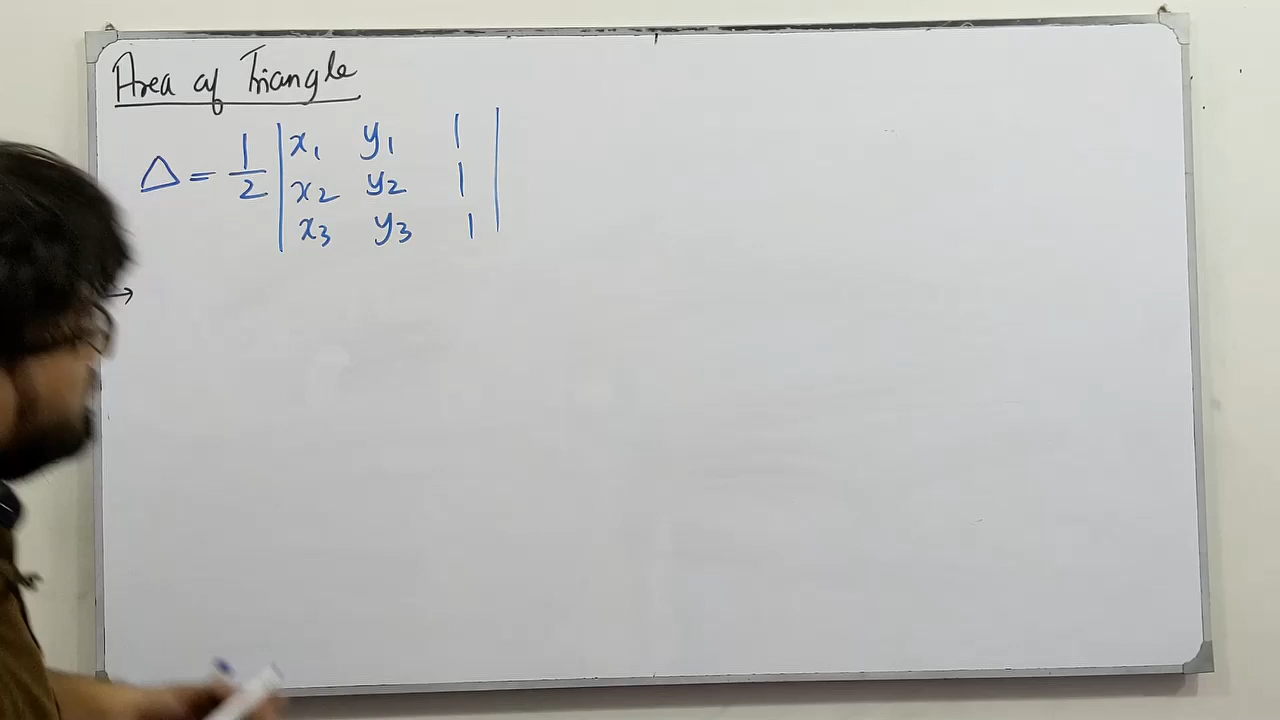 Area of Triangle
Δ = 1/2 | x₁ y₁ 1 |
| x₂ y₂ 1 |
| x₃ y₃ 1 |
→